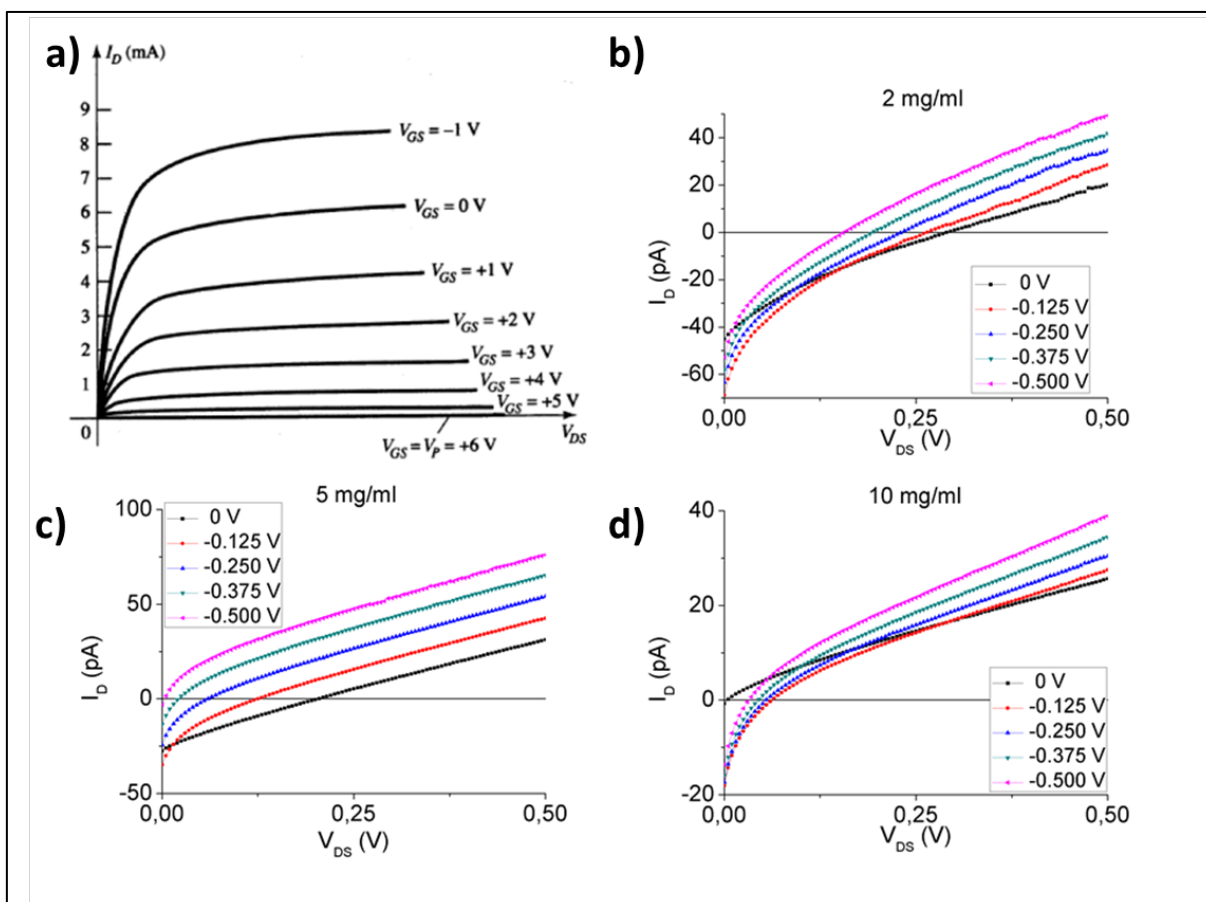 a)
I_D (mA)
9
8
7
6
5
4
3
2
1
0
V_GS = −1 V
V_GS = 0 V
V_GS = +1 V
V_GS = +2 V
V_GS = +3 V
V_GS = +4 V
V_GS = +5 V
V_DS
V_GS = V_P = +6 V
b)
2 mg/ml
40
20
0
-20
-40
-60
I_D (pA)
0 V
-0.125 V
-0.250 V
-0.375 V
-0.500 V
0,00
0,25
0,50
V_DS (V)
c)
5 mg/ml
100
50
0
-50
I_D (pA)
0 V
-0.125 V
-0.250 V
-0.375 V
-0.500 V
0,00
0,25
0,50
V_DS (V)
d)
10 mg/ml
40
20
0
-20
I_D (pA)
0 V
-0.125 V
-0.250 V
-0.375 V
-0.500 V
0,00
0,25
0,50
V_DS (V)